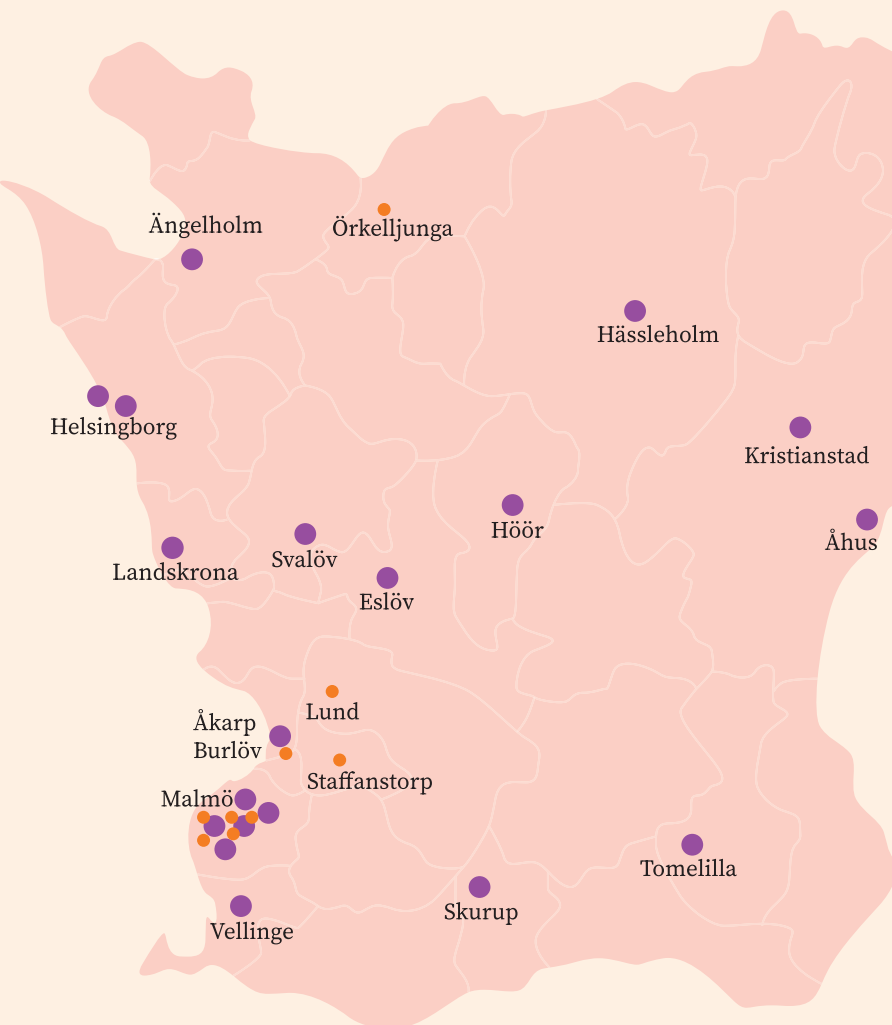 Ängelholm
Örkelljunga
Hässleholm
Helsingborg
Kristianstad
Höör
Åhus
Svalöv
Landskrona
Eslöv
Lund
Åkarp
Burlöv
Staffanstorp
Malmö
Tomelilla
Skurup
Vellinge